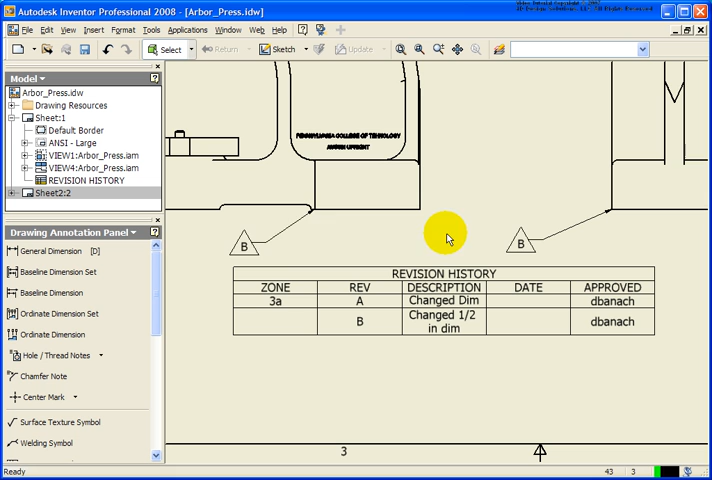 Autodesk Inventor Professional 2008 - [Arbor_Press.idw]
File Edit View Insert Format Tools Applications Window Web Help
Select Return Sketch Update
Model
Arbor_Press.idw
Drawing Resources
Sheet:1
Default Border
ANSI - Large
VIEW1:Arbor_Press.iam
VIEW4:Arbor_Press.iam
REVISION HISTORY
Sheet2:2
Drawing Annotation Panel
General Dimension [D]
Baseline Dimension Set
Baseline Dimension
Ordinate Dimension Set
Ordinate Dimension
Hole / Thread Notes
Chamfer Note
Center Mark
Surface Texture Symbol
Welding Symbol
PENNSYLVANIA COLLEGE OF TECHNOLOGY
B
B
REVISION HISTORY
ZONE REV DESCRIPTION DATE APPROVED
3a A Changed Dim dbanach
B Changed 1/2 in dim dbanach
3
Ready
43 3